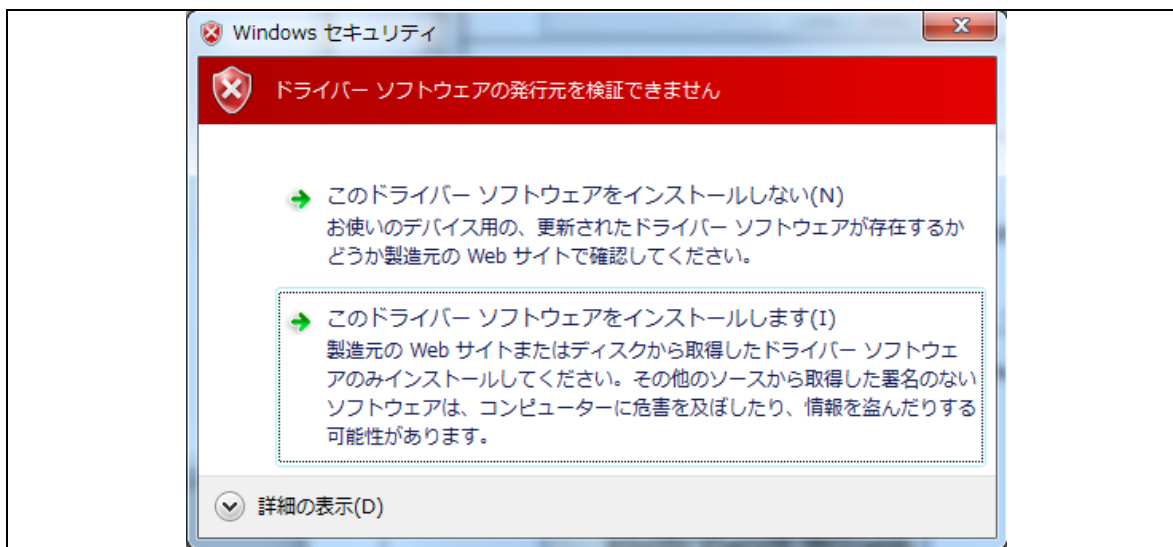 Windows セキュリティ
ドライバー ソフトウェアの発行元を検証できません
このドライバー ソフトウェアをインストールしない(N)
お使いのデバイス用の、更新されたドライバー ソフトウェアが存在するか
どうか製造元の Web サイトで確認してください。
このドライバー ソフトウェアをインストールします(I)
製造元の Web サイトまたはディスクから取得したドライバー ソフトウェ
アのみインストールしてください。その他のソースから取得した署名のない
ソフトウェアは、コンピューターに危害を及ぼしたり、情報を盗んだりする
可能性があります。
詳細の表示(D)